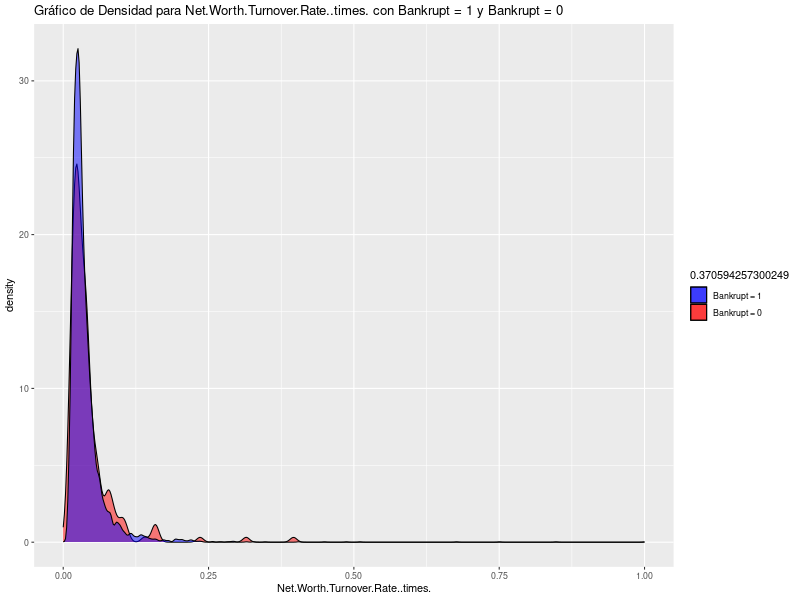 Gráfico de Densidad para Net.Worth.Turnover.Rate..times. con Bankrupt = 1 y Bankrupt = 0
30
20
10
0
density
0.00
0.25
0.50
0.75
1.00
Net.Worth.Turnover.Rate..times.
0.370594257300249
Bankrupt = 1
Bankrupt = 0